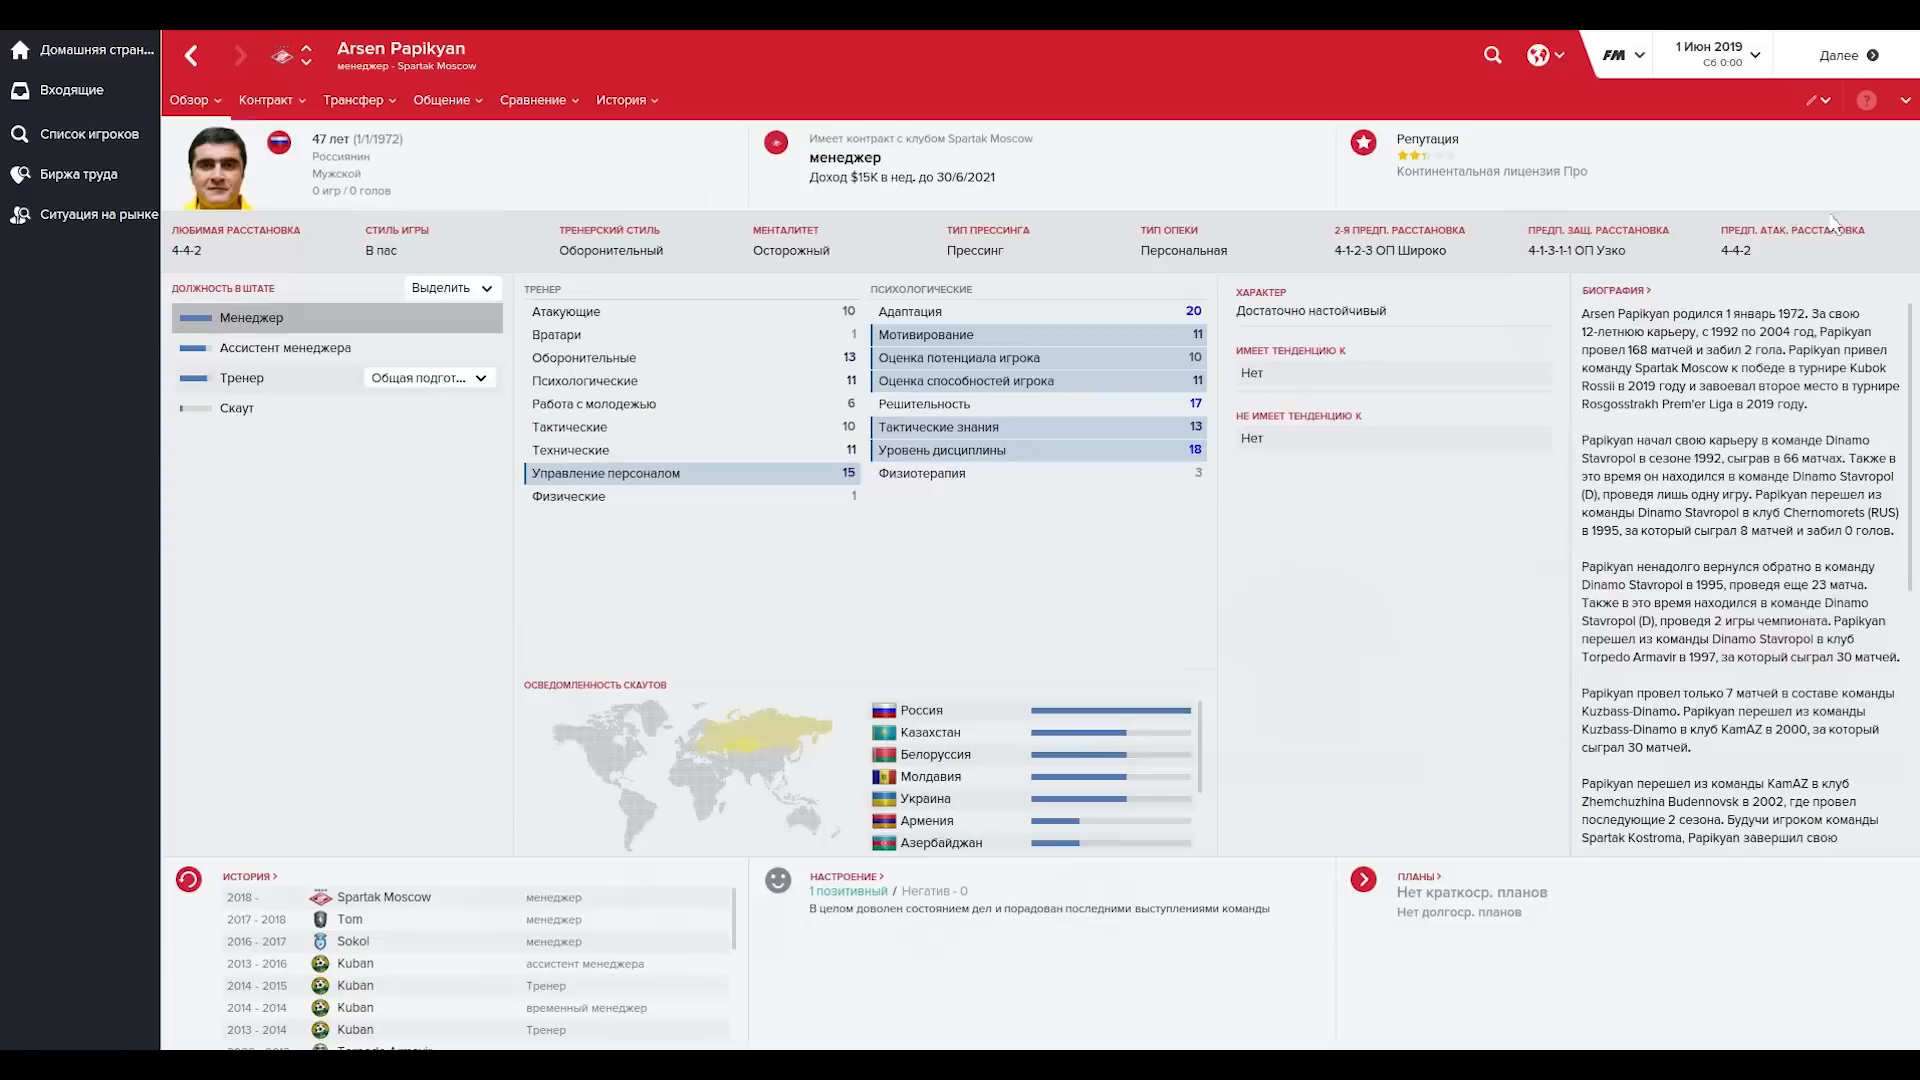 Домашняя стран...
Входящие
Список игроков
Биржа труда
Ситуация на рынке
Arsen Papikyan
менеджер - Spartak Moscow
FM
1 Июн 2019
Сб 0:00
Далее
Обзор
Контракт
Трансфер
Общение
Сравнение
История
47 лет (1/1/1972)
Россиянин
Мужской
0 игр / 0 голов
Имеет контракт с клубом Spartak Moscow
менеджер
Доход $15K в нед. до 30/6/2021
Репутация
Континентальная лицензия Про
ЛЮБИМАЯ РАССТАНОВКА
4-4-2
СТИЛЬ ИГРЫ
В пас
ТРЕНЕРСКИЙ СТИЛЬ
Оборонительный
МЕНТАЛИТЕТ
Осторожный
ТИП ПРЕССИНГА
Прессинг
ТИП ОПЕКИ
Персональная
2-Я ПРЕДП. РАССТАНОВКА
4-1-2-3 ОП Широко
ПРЕДП. ЗАЩ. РАССТАНОВКА
4-1-3-1-1 ОП Узко
ПРЕДП. АТАК. РАССТАНОВКА
4-4-2
ДОЛЖНОСТЬ В ШТАТЕ
Выделить
Менеджер
Ассистент менеджера
Тренер
Общая подгот...
Скаут
ТРЕНЕР
Атакующие 10
Вратари 1
Оборонительные 13
Психологические 11
Работа с молодежью 6
Тактические 10
Технические 11
Управление персоналом 15
Физические 1
ПСИХОЛОГИЧЕСКИЕ
Адаптация 20
Мотивирование 11
Оценка потенциала игрока 10
Оценка способностей игрока 11
Решительность 17
Тактические знания 13
Уровень дисциплины 18
Физиотерапия 3
ХАРАКТЕР
Достаточно настойчивый
ИМЕЕТ ТЕНДЕНЦИЮ К
Нет
НЕ ИМЕЕТ ТЕНДЕНЦИЮ К
Нет
БИОГРАФИЯ >
Arsen Papikyan родился 1 январь 1972. За свою
12-летнюю карьеру, с 1992 по 2004 год, Papikyan
провел 168 матчей и забил 2 гола. Papikyan привел
команду Spartak Moscow к победе в турнире Kubok
Rossii в 2019 году и завоевал второе место в турнире
Rosgosstrakh Prem'er Liga в 2019 году.
Papikyan начал свою карьеру в команде Dinamo
Stavropol в сезоне 1992, сыграв в 66 матчах. Также в
это время он находился в команде Dinamo Stavropol
(D), проведя лишь одну игру. Papikyan перешел из
команды Dinamo Stavropol в клуб Chernomorets (RUS)
в 1995, за который сыграл 8 матчей и забил 0 голов.
Papikyan ненадолго вернулся обратно в команду
Dinamo Stavropol в 1995, проведя еще 23 матча.
Также в это время находился в команде Dinamo
Stavropol (D), проведя 2 игры чемпионата. Papikyan
перешел из команды Dinamo Stavropol в клуб
Torpedo Armavir в 1997, за который сыграл 30 матчей.
Papikyan провел только 7 матчей в составе команды
Kuzbass-Dinamo. Papikyan перешел из команды
Kuzbass-Dinamo в клуб KamAZ в 2000, за который
сыграл 30 матчей.
Papikyan перешел из команды KamAZ в клуб
Zhemchuzhina Budennovsk в 2002, где провел
последующие 2 сезона. Будучи игроком команды
Spartak Kostroma, Papikyan завершил свою
ОСВЕДОМЛЕННОСТЬ СКАУТОВ
Россия
Казахстан
Белоруссия
Молдавия
Украина
Армения
Азербайджан
ИСТОРИЯ >
2018 - Spartak Moscow менеджер
2017 - 2018 Tom менеджер
2016 - 2017 Sokol менеджер
2013 - 2016 Kuban ассистент менеджера
2014 - 2015 Kuban Тренер
2014 - 2014 Kuban временный менеджер
2013 - 2014 Kuban Тренер
НАСТРОЕНИЕ >
1 позитивный / Негатив - 0
В целом доволен состоянием дел и порадован последними выступлениями команды
ПЛАНЫ >
Нет краткоср. планов
Нет долгоср. планов